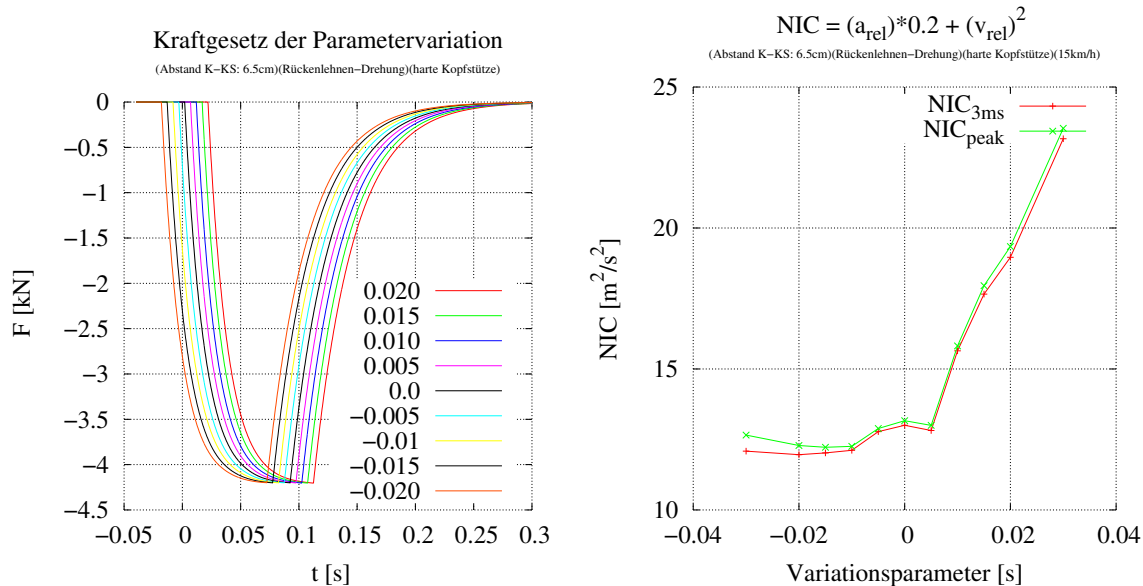 Kraftgesetz der Parametervariation
(Abstand K−KS: 6.5cm)(Rückenlehnen−Drehung)(harte Kopfstütze)
0
−0.5
−1
−1.5
−2
−2.5
−3
−3.5
−4
−4.5
F [kN]
0.020
0.015
0.010
0.005
0.0
−0.005
−0.01
−0.015
−0.020
−0.05 0 0.05 0.1 0.15 0.2 0.25 0.3
t [s]
NIC = (a_rel)*0.2 + (v_rel)^2
(Abstand K−KS: 6.5cm)(Rückenlehnen−Drehung)(harte Kopfstütze)(15km/h)
25
20
15
10
NIC [m²/s²]
NIC_3ms
NIC_peak
−0.04 −0.02 0 0.02 0.04
Variationsparameter [s]